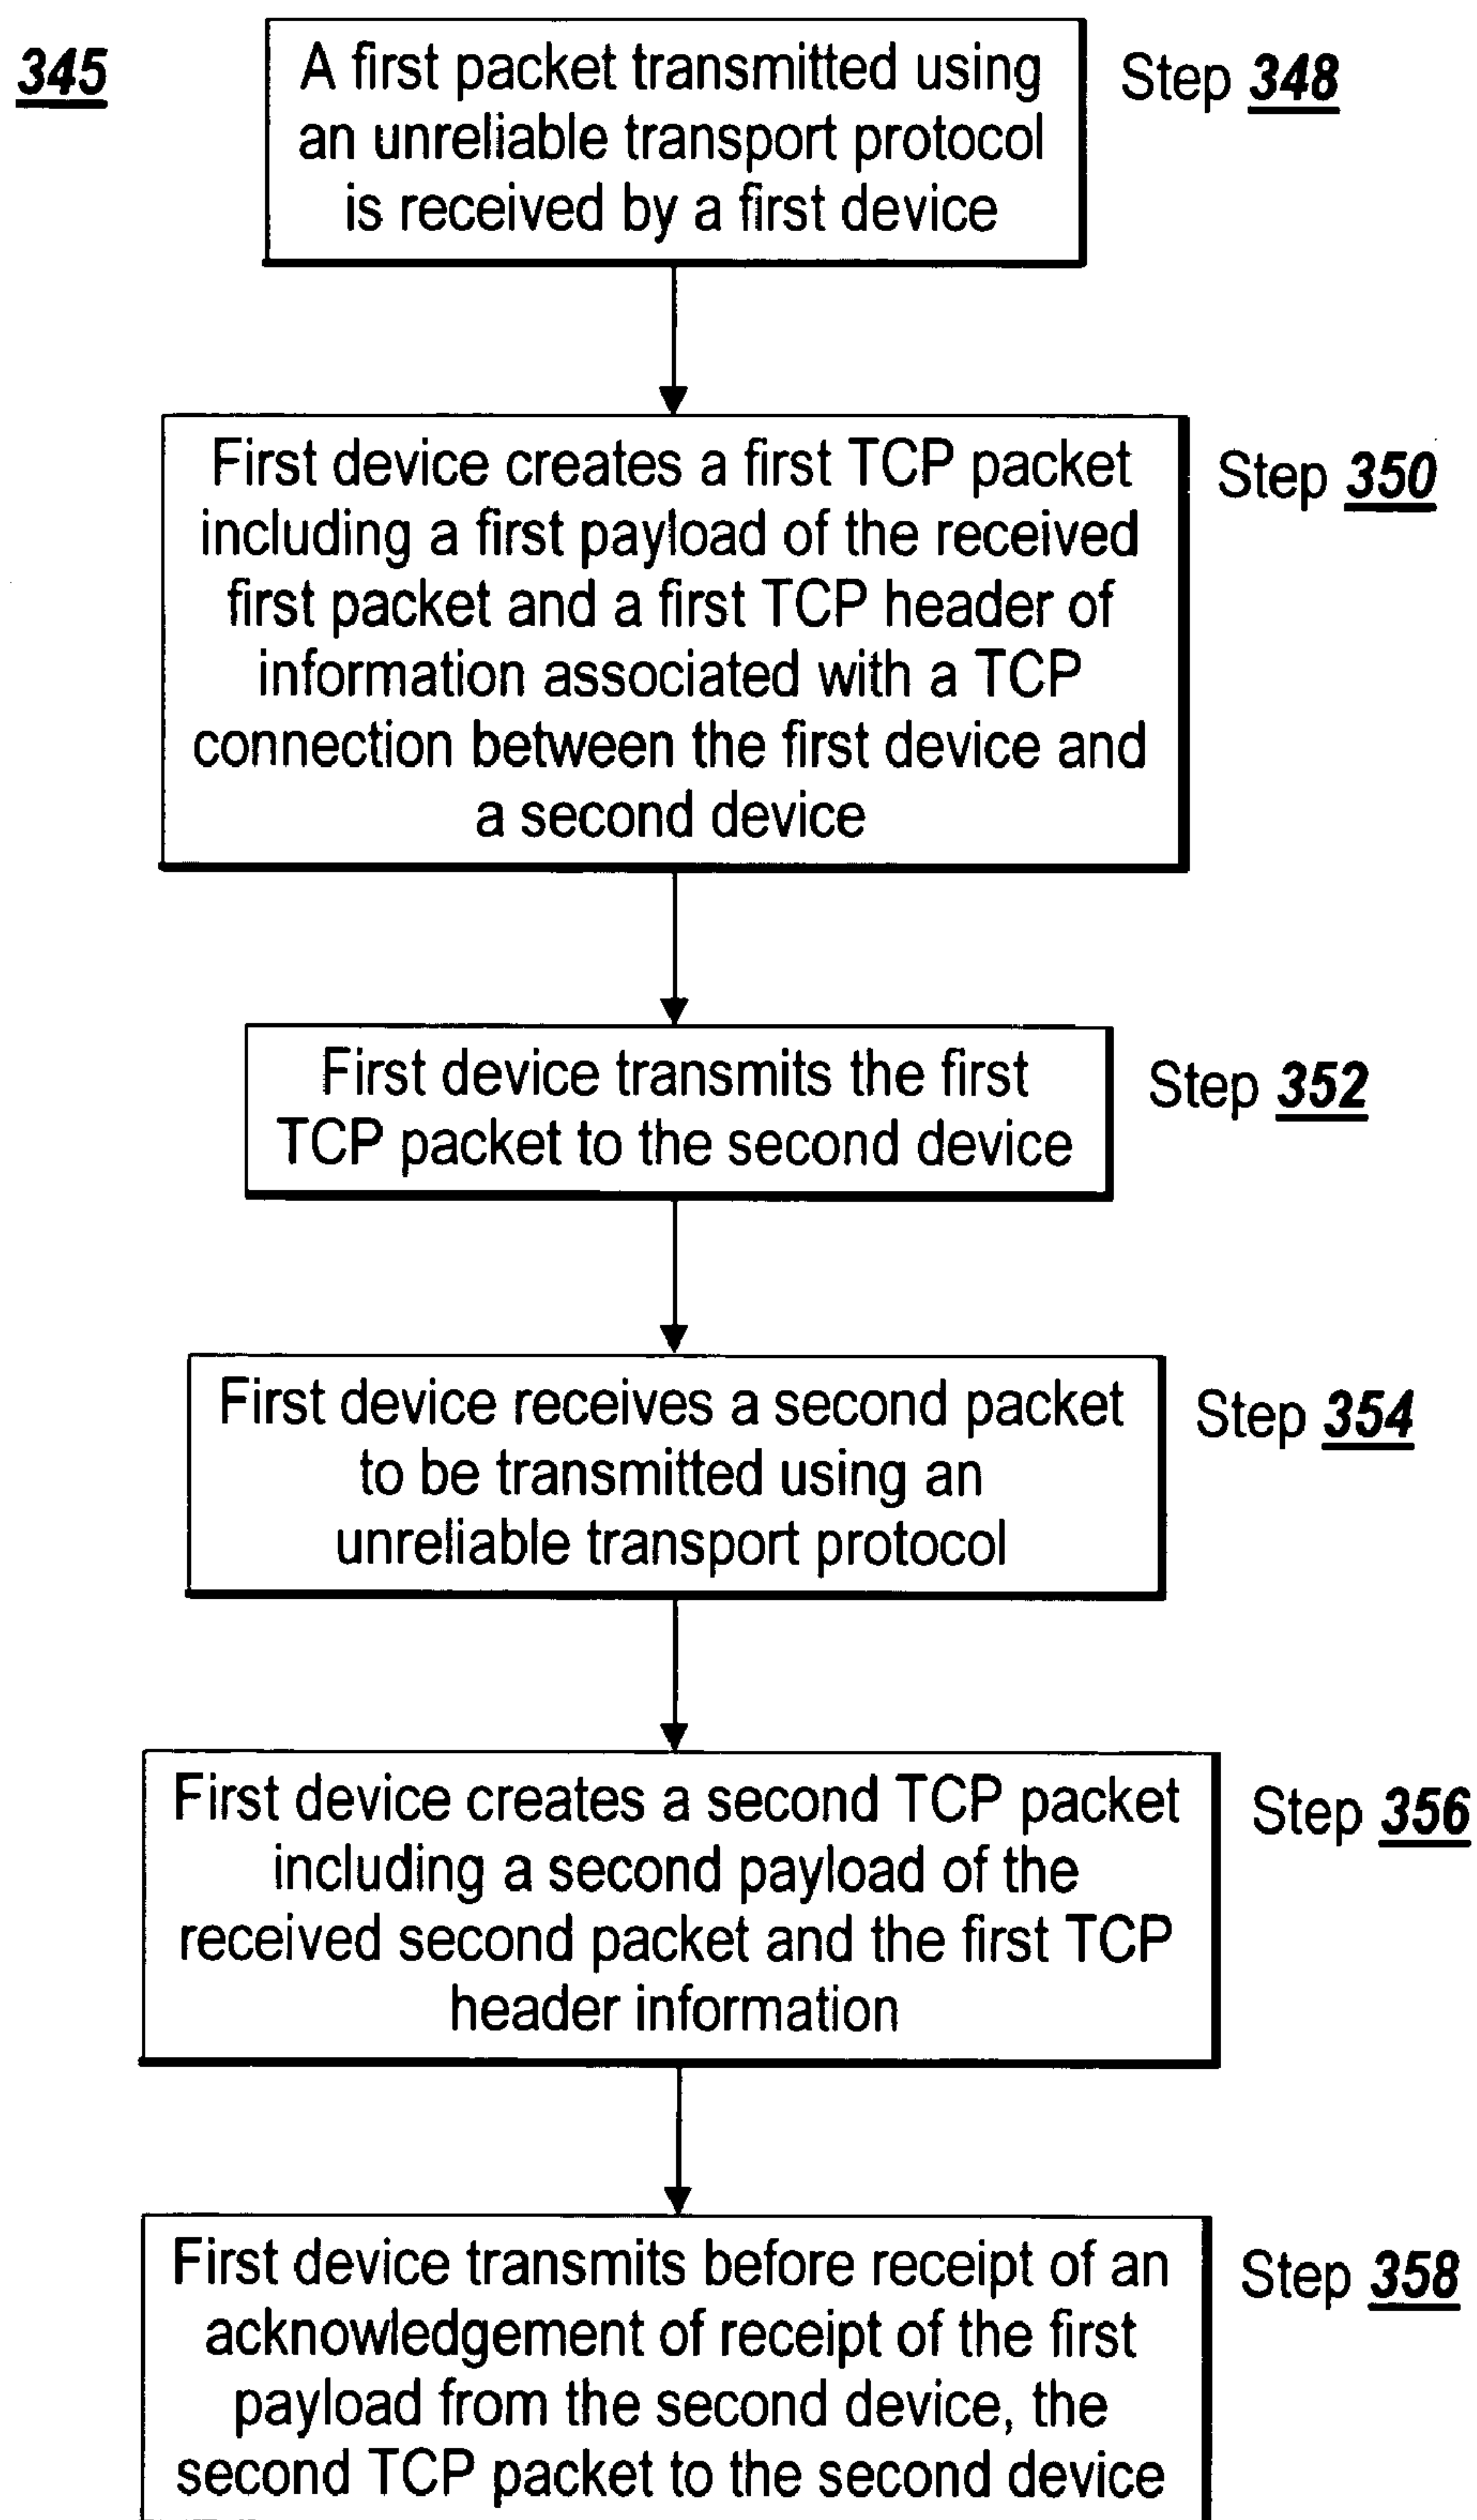 345
A first packet transmitted using
an unreliable transport protocol
is received by a first device
Step 348
First device creates a first TCP packet
including a first payload of the received
first packet and a first TCP header of
information associated with a TCP
connection between the first device and
a second device
Step 350
First device transmits the first
TCP packet to the second device
Step 352
First device receives a second packet
to be transmitted using an
unreliable transport protocol
Step 354
First device creates a second TCP packet
including a second payload of the
received second packet and the first TCP
header information
Step 356
First device transmits before receipt of an
acknowledgement of receipt of the first
payload from the second device, the
second TCP packet to the second device
Step 358